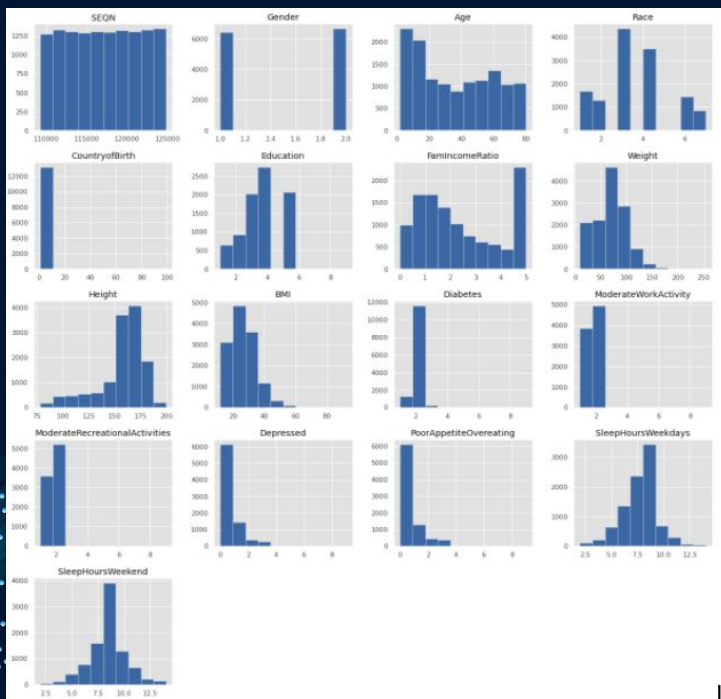 SEQN
1250
1000
750
500
250
0
110000 115000 120000 125000
Gender
6000
4000
2000
0
1.0 1.2 1.4 1.6 1.8 2.0
Age
2000
1500
1000
500
0
0 20 40 60 80
Race
4000
3000
2000
1000
0
2 4 6
CountryofBirth
12000
10000
8000
6000
4000
2000
0
0 20 40 60 80 100
Education
2500
2000
1500
1000
500
0
2 4 6 8
FamIncomeRatio
2000
1500
1000
500
0
0 1 2 3 4 5
Weight
4000
3000
2000
1000
0
0 50 100 150 200 250
Height
4000
3000
2000
1000
0
75 100 125 150 175 200
BMI
5000
4000
3000
2000
1000
0
20 40 60 80
Diabetes
12000
10000
8000
6000
4000
2000
0
2 4 6 8
ModerateWorkActivity
5000
4000
3000
2000
1000
0
2 4 6 8
ModerateRecreationalActivities
5000
4000
3000
2000
1000
0
2 4 6 8
Depressed
6000
5000
4000
3000
2000
1000
0
0 2 4 6 8
PoorAppetiteOvereating
6000
5000
4000
3000
2000
1000
0
0 2 4 6 8
SleepHoursWeekdays
3000
2000
1000
0
2.5 5.0 7.5 10.0 12.5
SleepHoursWeekend
4000
3000
2000
1000
0
2.5 5.0 7.5 10.0 12.5